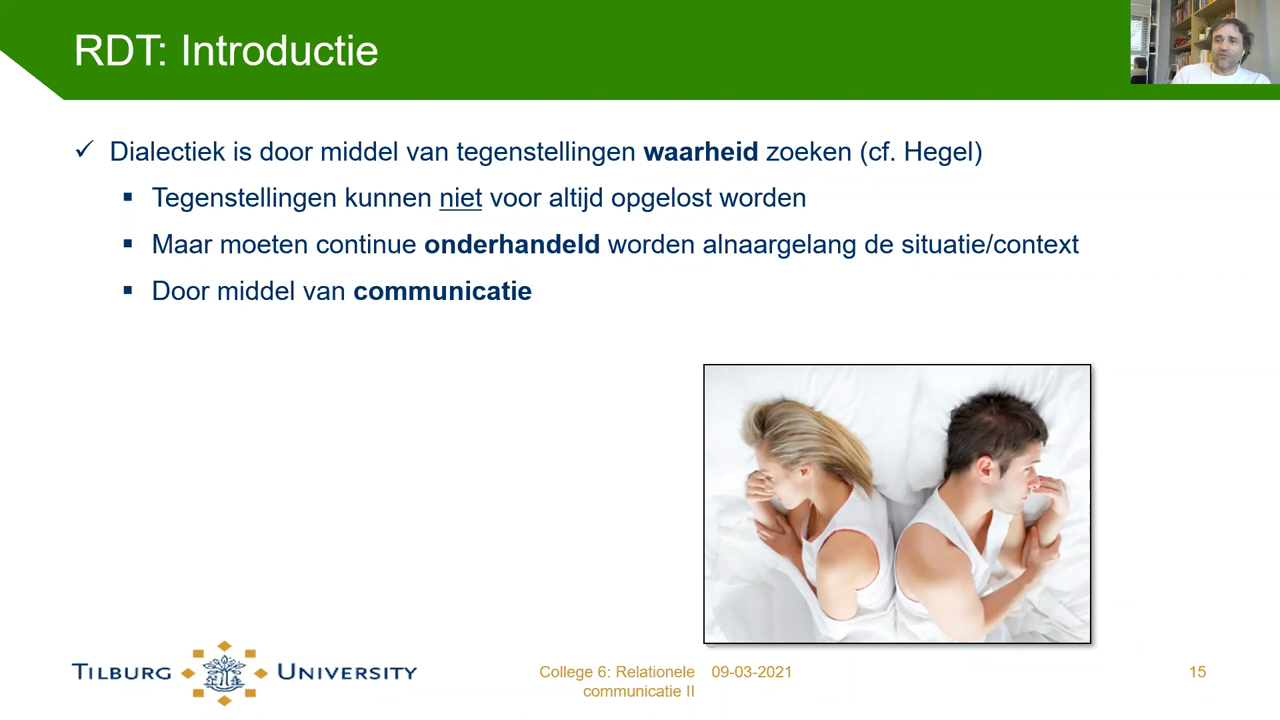 RDT: Introductie
✓ Dialectiek is door middel van tegenstellingen waarheid zoeken (cf. Hegel)
▪ Tegenstellingen kunnen niet voor altijd opgelost worden
▪ Maar moeten continue onderhandeld worden alnaargelang de situatie/context
▪ Door middel van communicatie
TILBURG UNIVERSITY
College 6: Relationele
communicatie II
09-03-2021
15